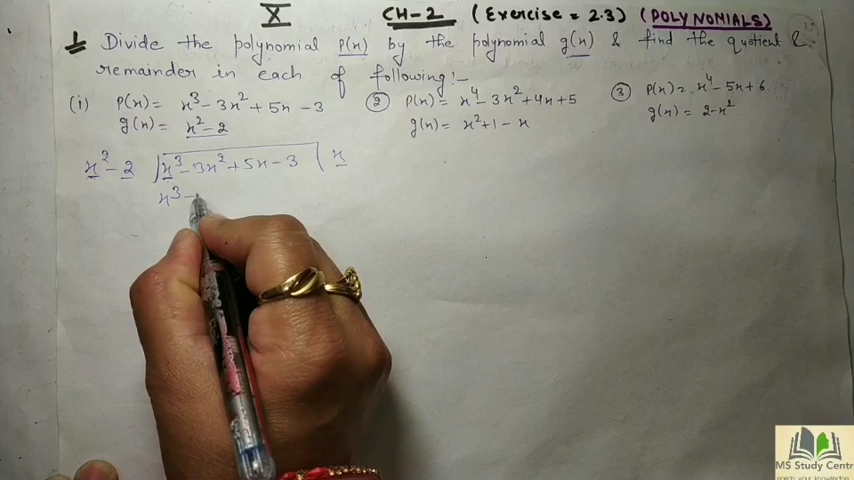 X CH-2 (Exercise = 2.3) (POLYNONIALS)
1 Divide the polynomial p(x) by the polynomial g(x) & find the quotient &
remainder in each of following:-
(i) p(x) = x³-3x²+5x-3 ② p(x) = x⁴-3x²+4x+5 ③ p(x) = x⁴-5x+6
g(x) = x²-2 g(x) = x²+1-x g(x) = 2-x²
x²-2 x³-3x²+5x-3 ( x
x³-
MS Study Centr